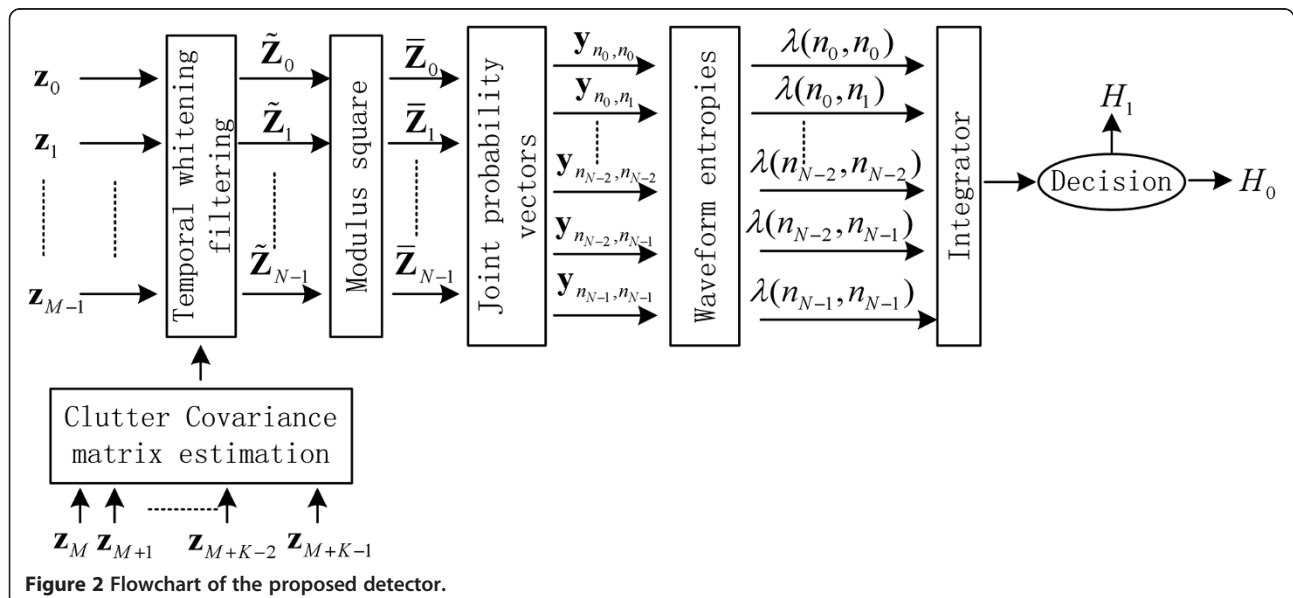 z_0
z_1
z_{M-1}
Temporal whitening
filtering
Z̃_0
Z̃_1
Z̃_{N-1}
Modulus square
Z̄_0
Z̄_1
Z̄_{N-1}
Joint probability
vectors
y_{n_0,n_0}
y_{n_0,n_1}
y_{n_{N-2},n_{N-2}}
y_{n_{N-2},n_{N-1}}
y_{n_{N-1},n_{N-1}}
Waveform entropies
λ(n_0,n_0)
λ(n_0,n_1)
λ(n_{N-2},n_{N-2})
λ(n_{N-2},n_{N-1})
λ(n_{N-1},n_{N-1})
Integrator
H_1
Decision
H_0
Clutter Covariance
matrix estimation
z_M z_{M+1} z_{M+K-2} z_{M+K-1}
Figure 2 Flowchart of the proposed detector.